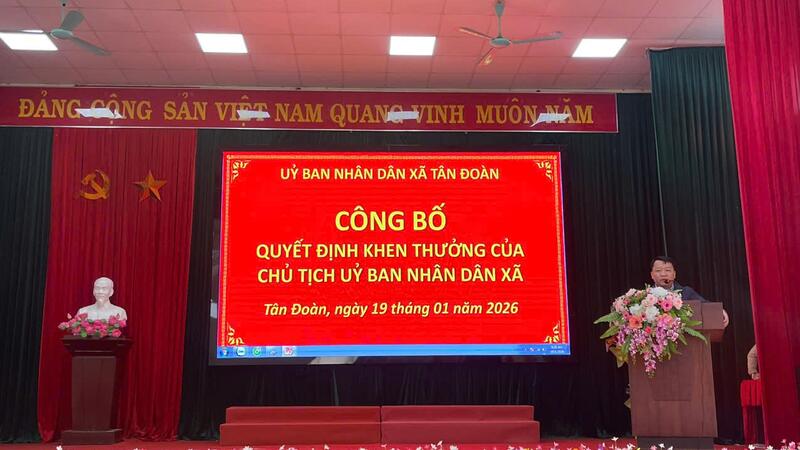 ĐẢNG CỘNG SẢN VIỆT NAM QUANG VINH MUÔN NĂM
UỶ BAN NHÂN DÂN XÃ TÂN ĐOÀN
CÔNG BỐ
QUYẾT ĐỊNH KHEN THƯỞNG CỦA
CHỦ TỊCH UỶ BAN NHÂN DÂN XÃ
Tân Đoàn, ngày 19 tháng 01 năm 2026